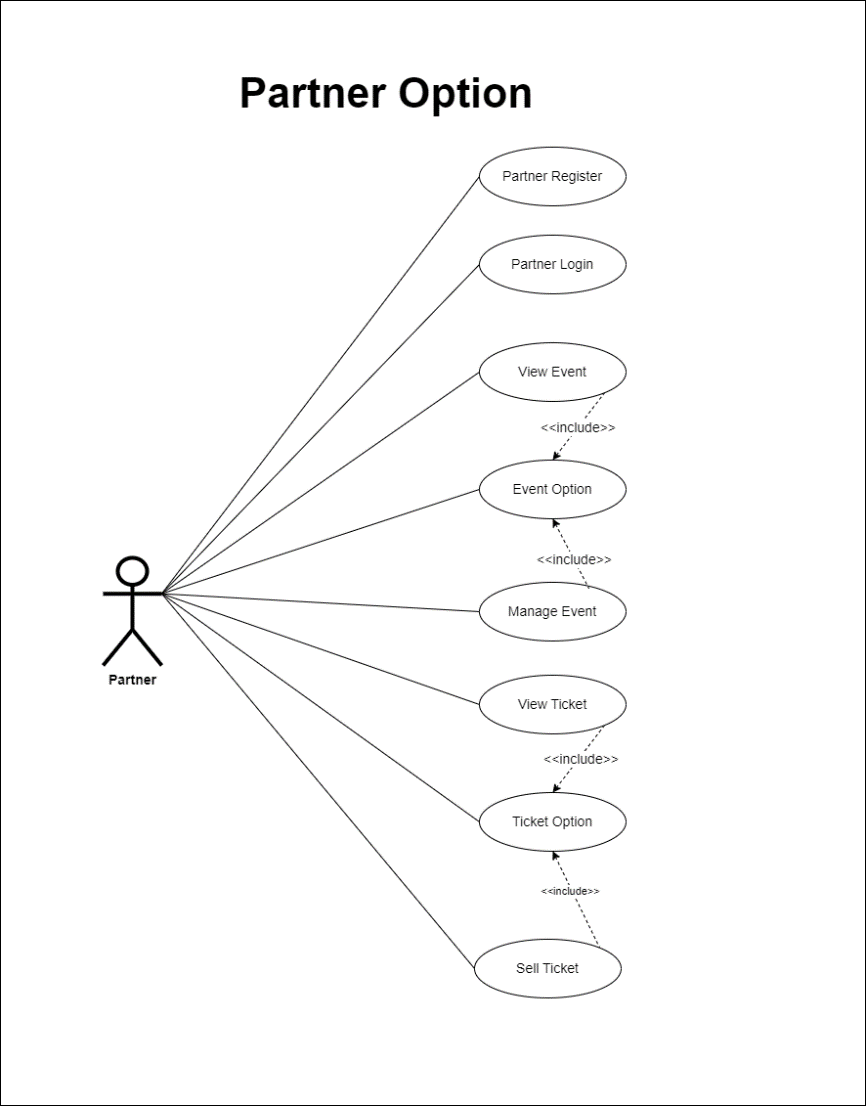 Partner Option
Partner Register
Partner Login
View Event
<<include>>
Event Option
<<include>>
Manage Event
Partner
View Ticket
<<include>>
Ticket Option
<<include>>
Sell Ticket